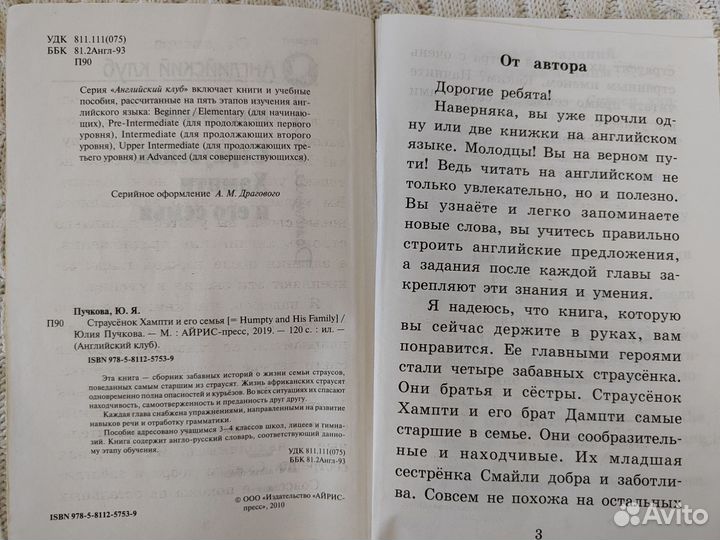 УДК 811.111(075)
ББК 81.2Англ-93
П90
Серия «Английский клуб» включает книги и учебные
пособия, рассчитанные на пять этапов изучения анг-
лийского языка: Beginner/Elementary (для начина-
ющих), Pre-Intermediate (для продолжающих первого
уровня), Intermediate (для продолжающих второго
уровня), Upper Intermediate (для продолжающих тре-
тьего уровня) и Advanced (для совершенствующихся).
Серийное оформление А. М. Драгового
Пучкова, Ю. Я.
П90 Страусёнок Хампти и его семья [= Humpty and His Family] /
Юлия Пучкова. — М. : АЙРИС-пресс, 2019. — 120 с. : ил. —
(Английский клуб).
ISBN 978-5-8112-5753-9
Эта книга — сборник забавных историй о жизни семьи страусов,
поведанных самым старшим из страусят. Жизнь африканских страусят
одновременно полна опасностей и курьёзов. Во всех ситуациях их спасают
находчивость, самоотверженность и преданность друг другу.
Каждая глава снабжена упражнениями, направленными на развитие
навыков речи и отработку грамматики.
Пособие адресовано учащимся 3—4 классов школ, лицеев и гимна-
зий. Книга содержит англо-русский словарь, соответствующий данно-
му этапу обучения.
УДК 811.111(075)
ББК 81.2Англ-93
© ООО «Издательство «АЙРИС-
пресс», 2010
ISBN 978-5-8112-5753-9
От автора
Дорогие ребята!
Наверняка, вы уже прочли од-
ну или две книжки на английском
языке. Молодцы! Вы на верном пу-
ти! Ведь читать на английском не
только увлекательно, но и полезно.
Вы узнаёте и легко запоминаете
новые слова, вы учитесь правильно
строить английские предложения,
а задания после каждой главы за-
крепляют эти знания и умения.
Я надеюсь, что книга, которую
вы сейчас держите в руках, вам
понравится. Ее главными героями
стали четыре забавных страусёнка.
Они братья и сёстры. Страусёнок
Хампти и его брат Дампти самые
старшие в семье. Они сообразитель-
ные и находчивые. Их младшая
сестрёнка Смайли добра и заботли-
ва. Совсем не похожа на остальных
3
Avito